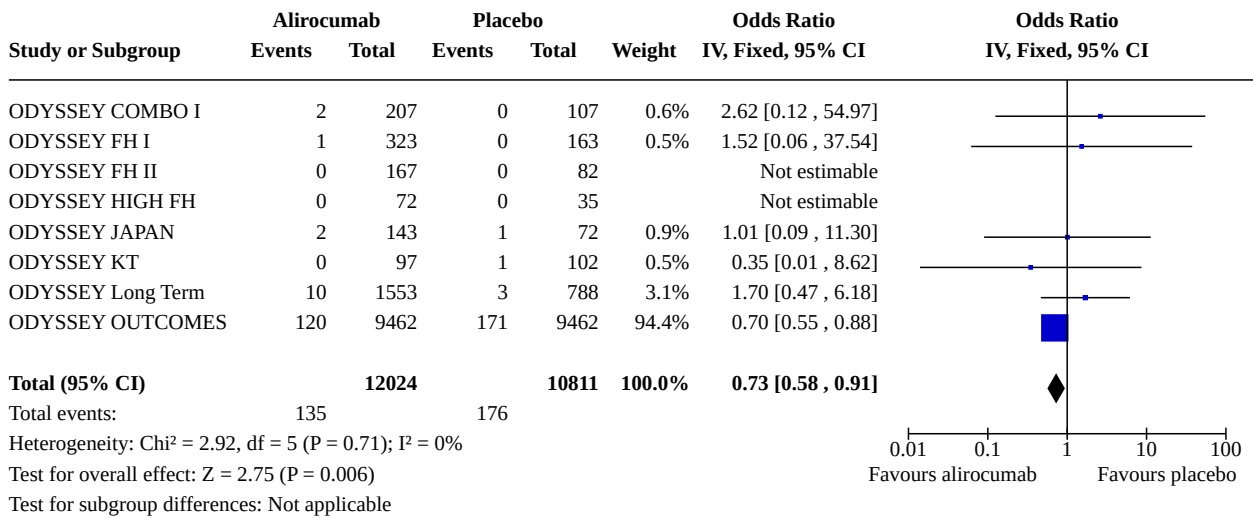 Alirocumab Placebo Odds Ratio Odds Ratio
Study or Subgroup Events Total Events Total Weight IV, Fixed, 95% CI IV, Fixed, 95% CI
ODYSSEY COMBO I 2 207 0 107 0.6% 2.62 [0.12 , 54.97]
ODYSSEY FH I 1 323 0 163 0.5% 1.52 [0.06 , 37.54]
ODYSSEY FH II 0 167 0 82 Not estimable
ODYSSEY HIGH FH 0 72 0 35 Not estimable
ODYSSEY JAPAN 2 143 1 72 0.9% 1.01 [0.09 , 11.30]
ODYSSEY KT 0 97 1 102 0.5% 0.35 [0.01 , 8.62]
ODYSSEY Long Term 10 1553 3 788 3.1% 1.70 [0.47 , 6.18]
ODYSSEY OUTCOMES 120 9462 171 9462 94.4% 0.70 [0.55 , 0.88]
Total (95% CI) 12024 10811 100.0% 0.73 [0.58 , 0.91]
Total events: 135 176
Heterogeneity: Chi² = 2.92, df = 5 (P = 0.71); I² = 0%
0.01 0.1 1 10 100
Test for overall effect: Z = 2.75 (P = 0.006) Favours alirocumab Favours placebo
Test for subgroup differences: Not applicable